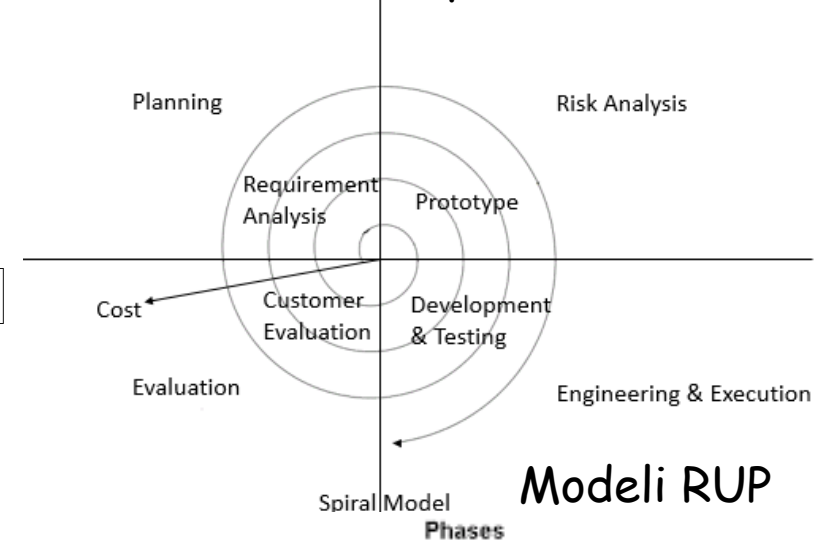 Planning
Risk Analysis
Requirement
Analysis
Prototype
Cost
Customer
Evaluation
Development
& Testing
Evaluation
Engineering & Execution
Modeli RUP
Spiral Model
Phases